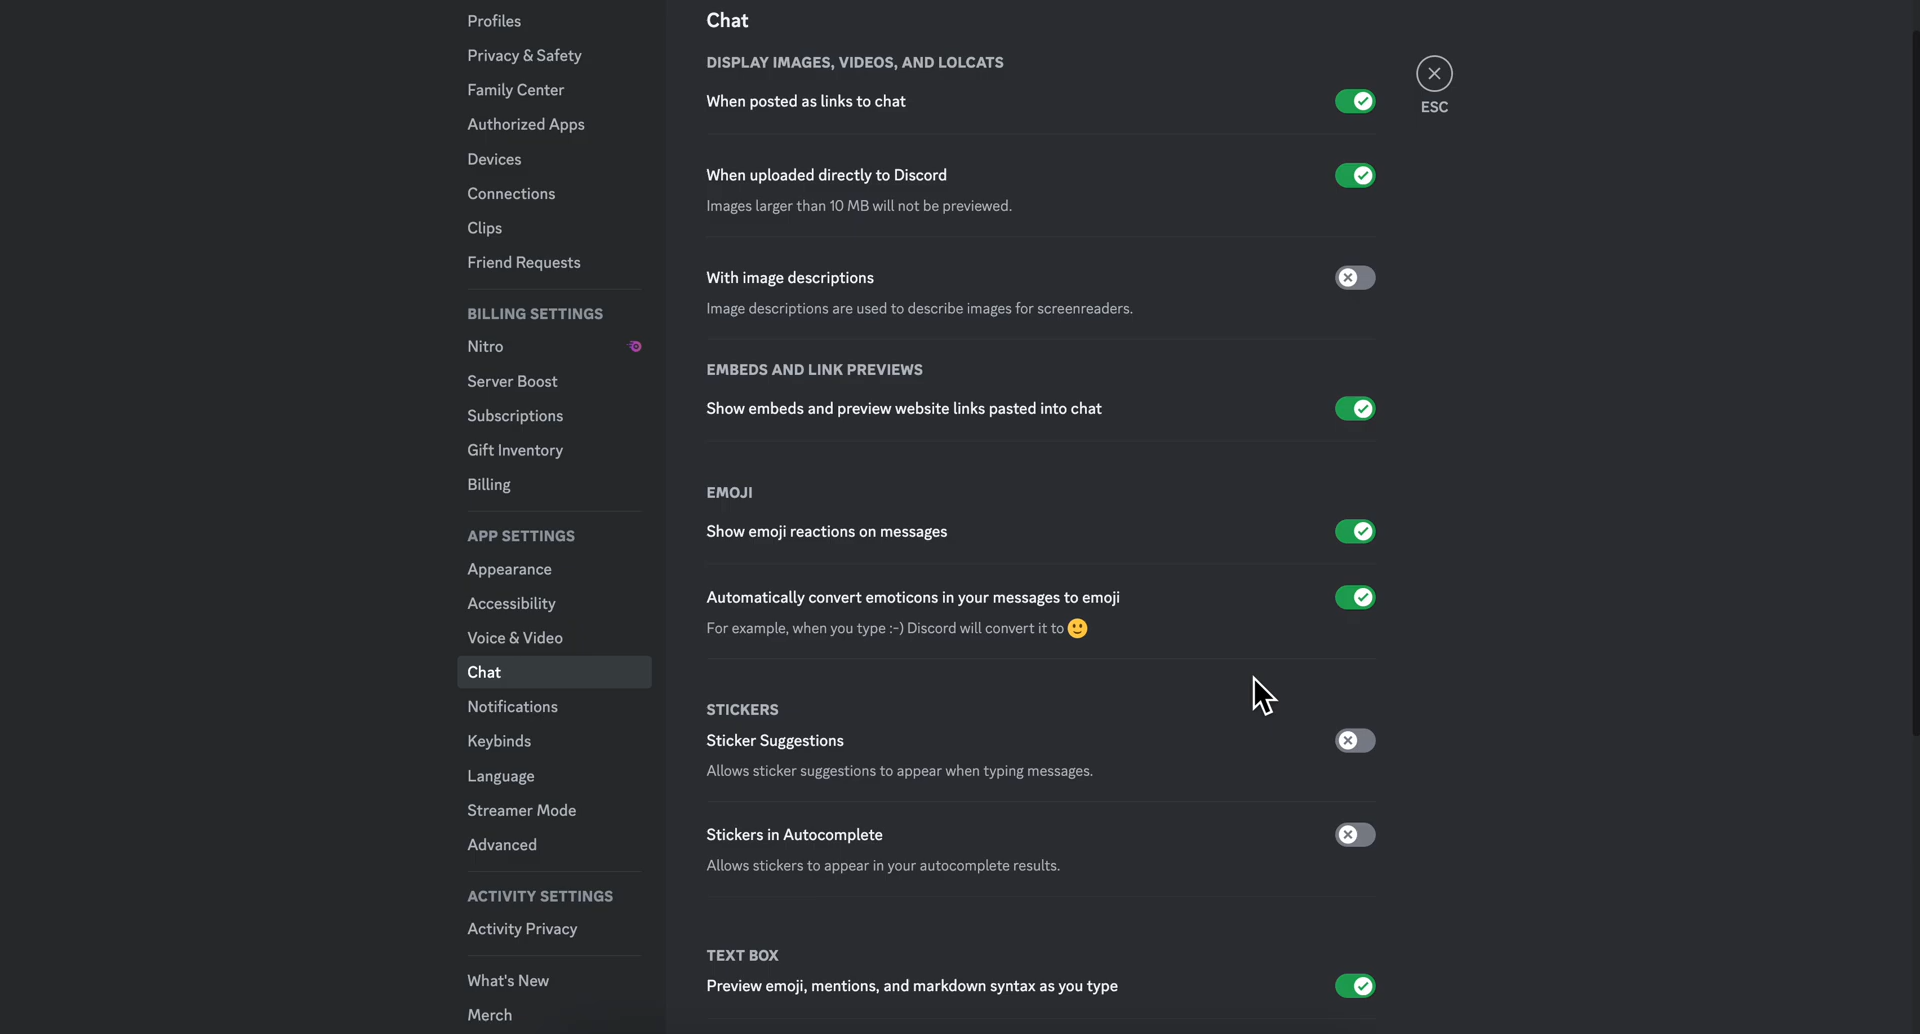 Profiles
Privacy & Safety
Family Center
Authorized Apps
Devices
Connections
Clips
Friend Requests
BILLING SETTINGS
Nitro
Server Boost
Subscriptions
Gift Inventory
Billing
APP SETTINGS
Appearance
Accessibility
Voice & Video
Chat
Notifications
Keybinds
Language
Streamer Mode
Advanced
ACTIVITY SETTINGS
Activity Privacy
What's New
Merch
Chat
DISPLAY IMAGES, VIDEOS, AND LOLCATS
When posted as links to chat
When uploaded directly to Discord
Images larger than 10 MB will not be previewed.
With image descriptions
Image descriptions are used to describe images for screenreaders.
EMBEDS AND LINK PREVIEWS
Show embeds and preview website links pasted into chat
EMOJI
Show emoji reactions on messages
Automatically convert emoticons in your messages to emoji
For example, when you type :-) Discord will convert it to 🙂
STICKERS
Sticker Suggestions
Allows sticker suggestions to appear when typing messages.
Stickers in Autocomplete
Allows stickers to appear in your autocomplete results.
TEXT BOX
Preview emoji, mentions, and markdown syntax as you type
ESC